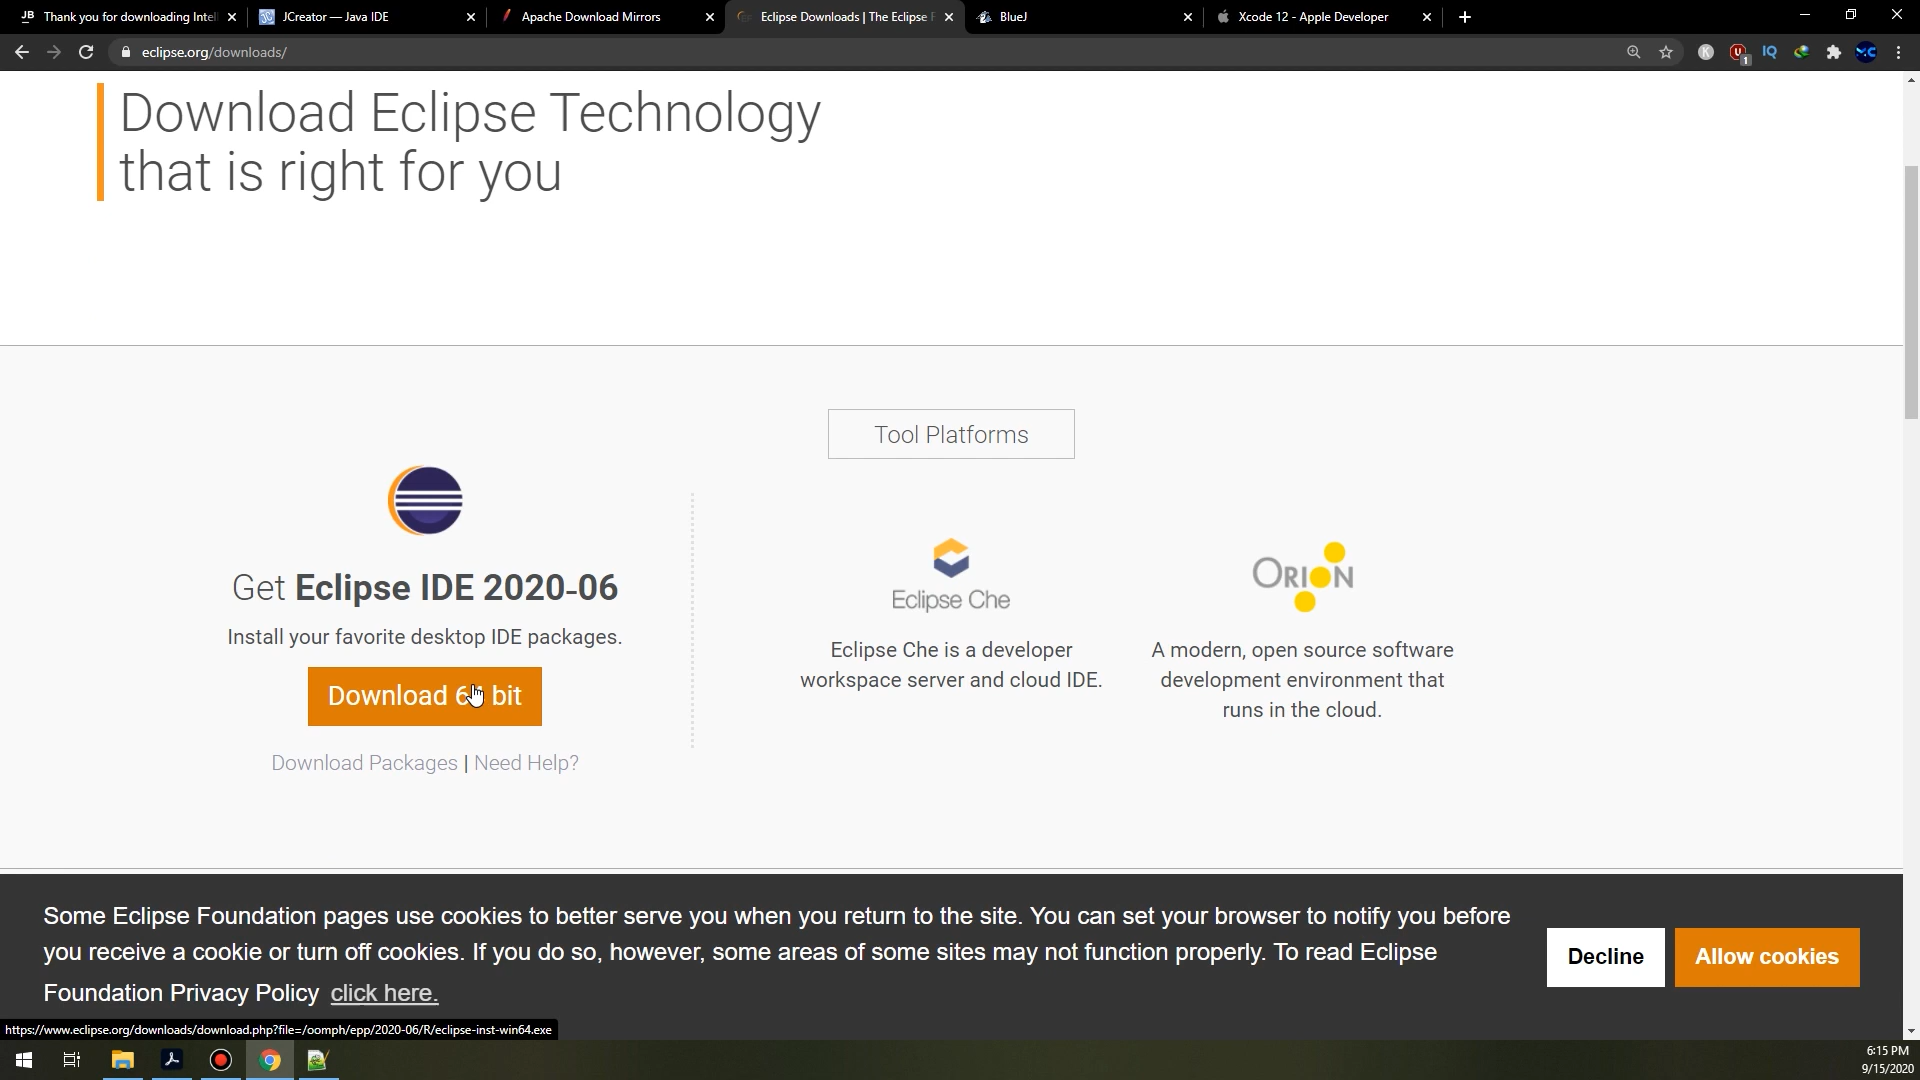 JB Thank you for downloading Intel
JCreator — Java IDE
Apache Download Mirrors
Eclipse Downloads | The Eclipse F
BlueJ
Xcode 12 - Apple Developer
eclipse.org/downloads/
K
1
IQ
Download Eclipse Technology
that is right for you
Tool Platforms
Get Eclipse IDE 2020-06
Install your favorite desktop IDE packages.
Download 64 bit
Download Packages | Need Help?
Eclipse Che
Eclipse Che is a developer
workspace server and cloud IDE.
ORION
A modern, open source software
development environment that
runs in the cloud.
Some Eclipse Foundation pages use cookies to better serve you when you return to the site. You can set your browser to notify you before
you receive a cookie or turn off cookies. If you do so, however, some areas of some sites may not function properly. To read Eclipse
Foundation Privacy Policy click here.
Decline
Allow cookies
https://www.eclipse.org/downloads/download.php?file=/oomph/epp/2020-06/R/eclipse-inst-win64.exe
6:15 PM
9/15/2020